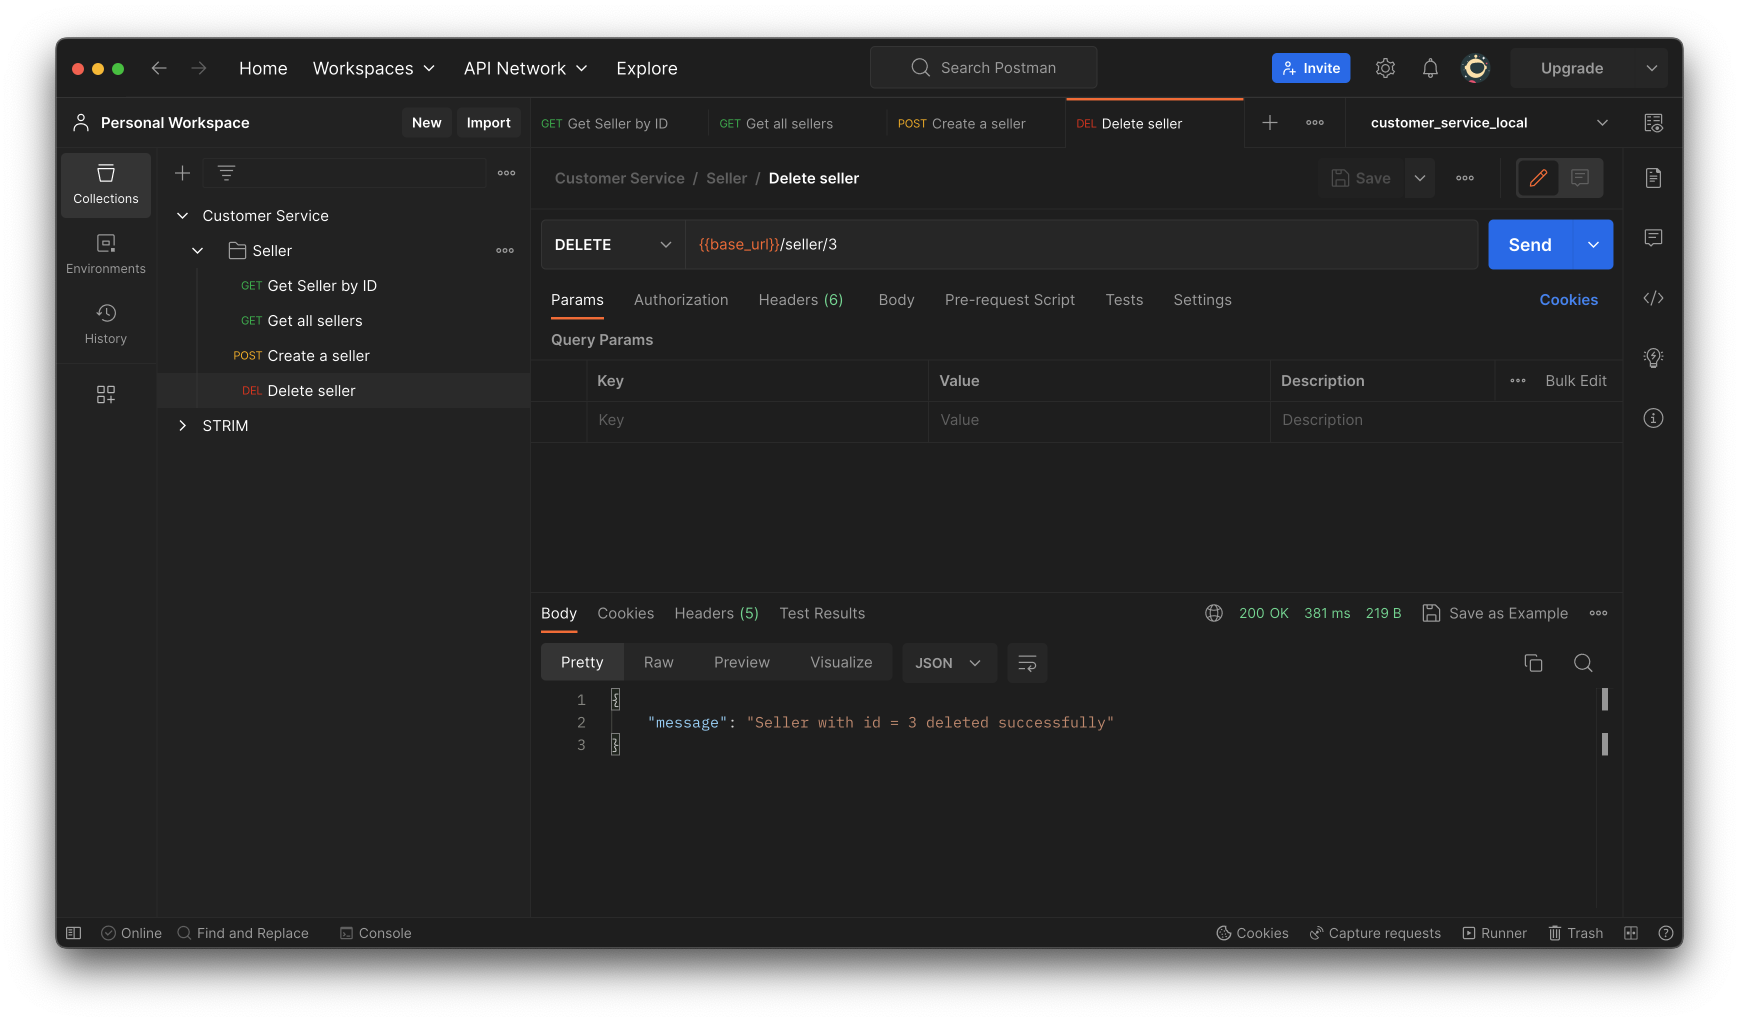 Home Workspaces API Network Explore Search Postman Invite Upgrade
Personal Workspace New Import
GET Get Seller by ID GET Get all sellers POST Create a seller DEL Delete seller customer_service_local
Collections
Environments
History
Customer Service
Seller
GET Get Seller by ID
GET Get all sellers
POST Create a seller
DEL Delete seller
STRIM
Customer Service / Seller / Delete seller Save
DELETE {{base_url}}/seller/3 Send
Params Authorization Headers (6) Body Pre-request Script Tests Settings Cookies
Query Params
Key Value Description Bulk Edit
Key Value Description
Body Cookies Headers (5) Test Results 200 OK 381 ms 219 B Save as Example
Pretty Raw Preview Visualize JSON
1 {
2 "message": "Seller with id = 3 deleted successfully"
3 }
Online Find and Replace Console Cookies Capture requests Runner Trash